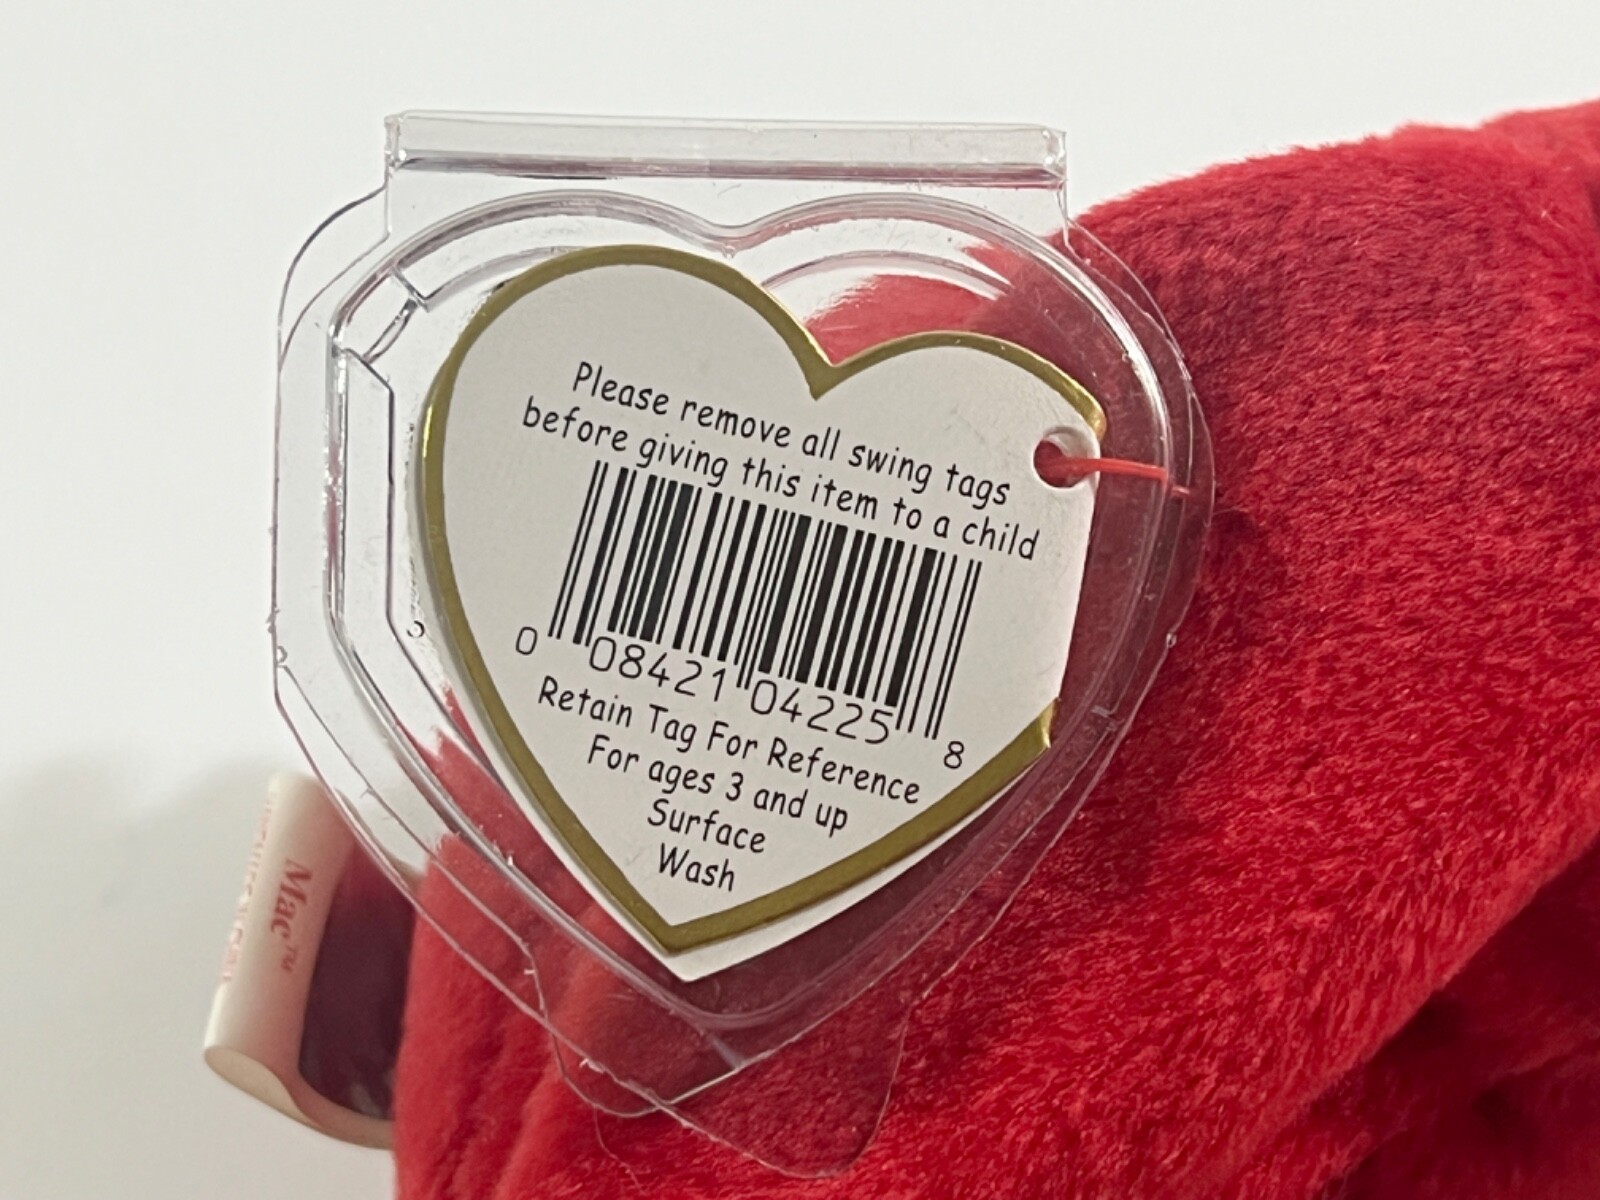 Please remove all swing tags
before giving this item to a child
0 08421 04225 8
Retain Tag For Reference
For ages 3 and up
Surface
Wash
Mac™